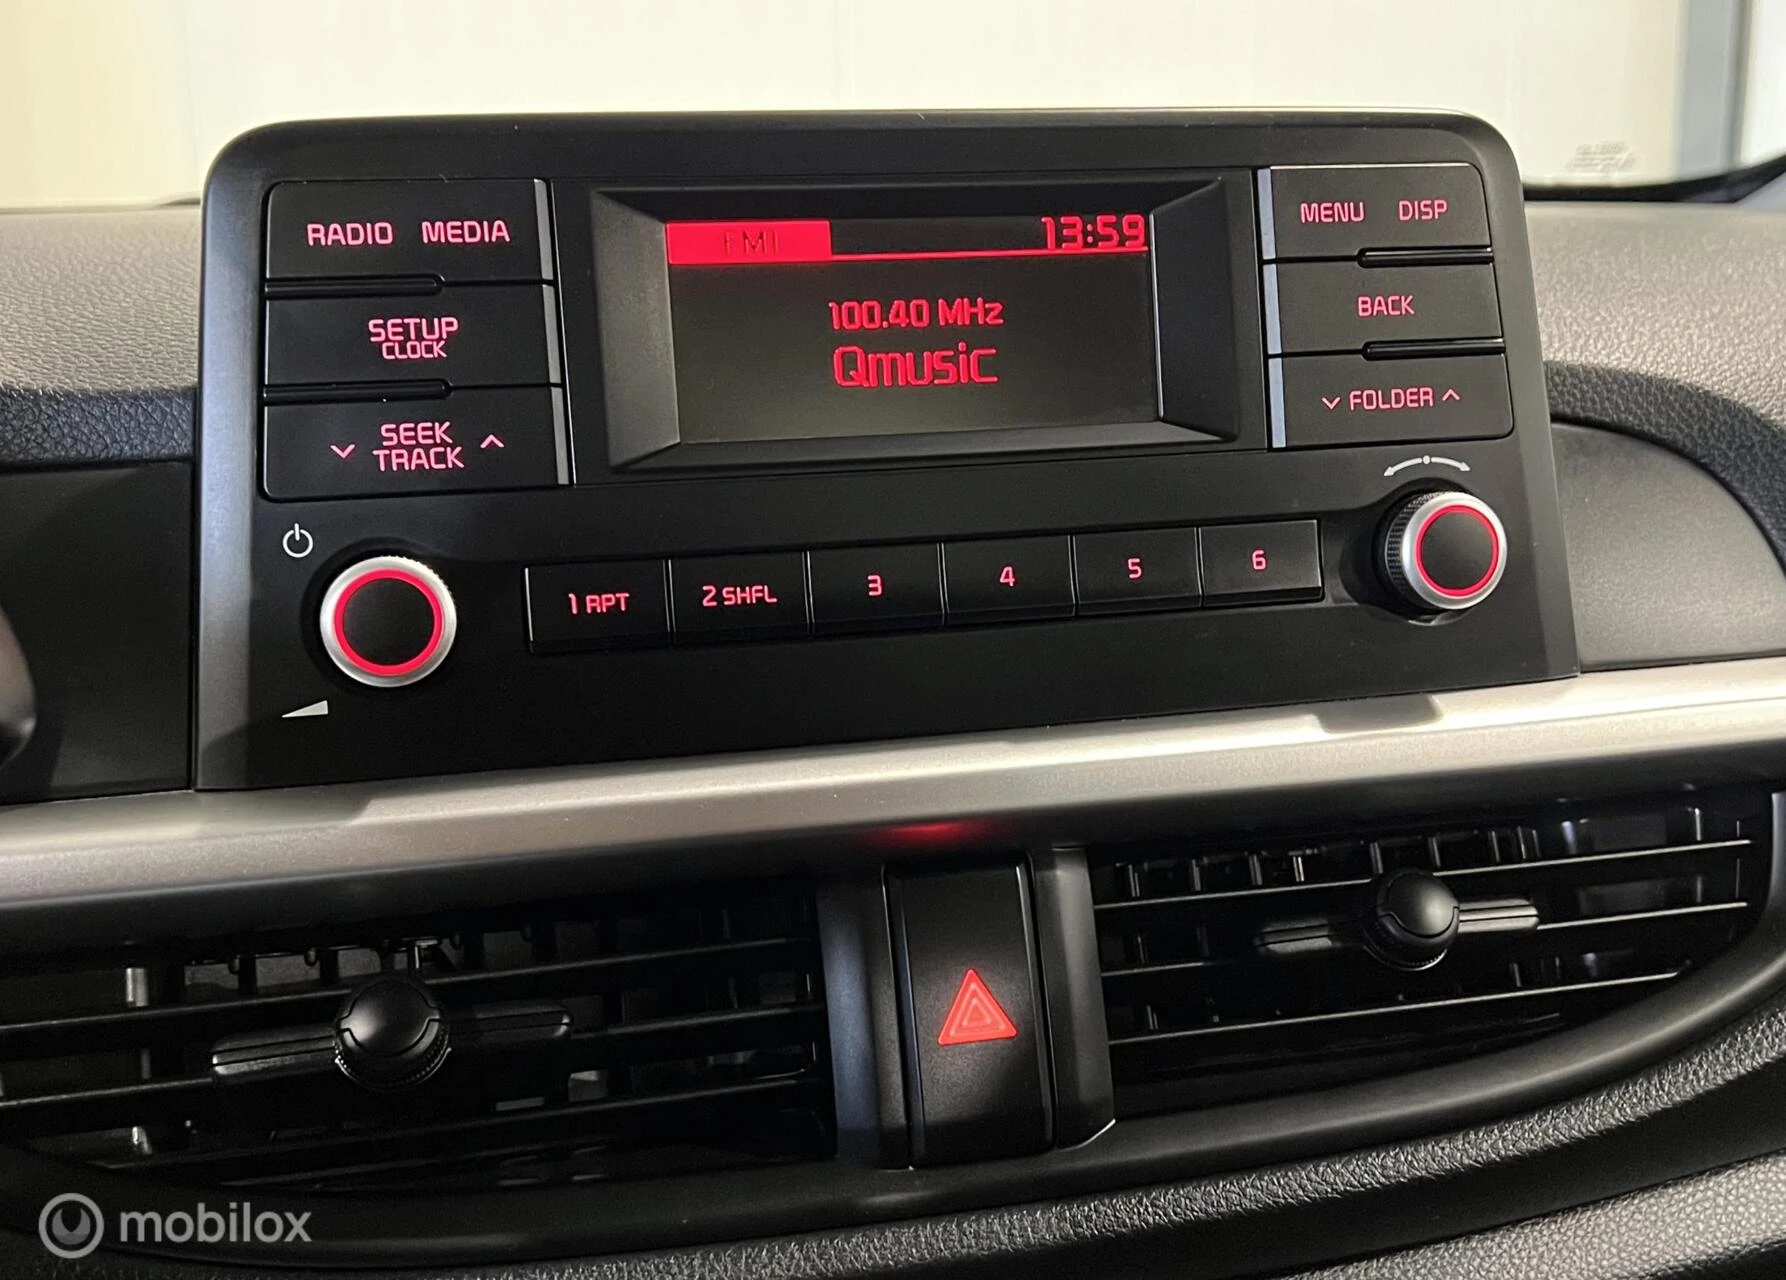 RADIO MEDIA
SETUP
CLOCK
SEEK
TRACK
FM1 13:59
100.40 MHz
Qmusic
MENU DISP
BACK
FOLDER
1 RPT 2 SHFL 3 4 5 6
mobilox